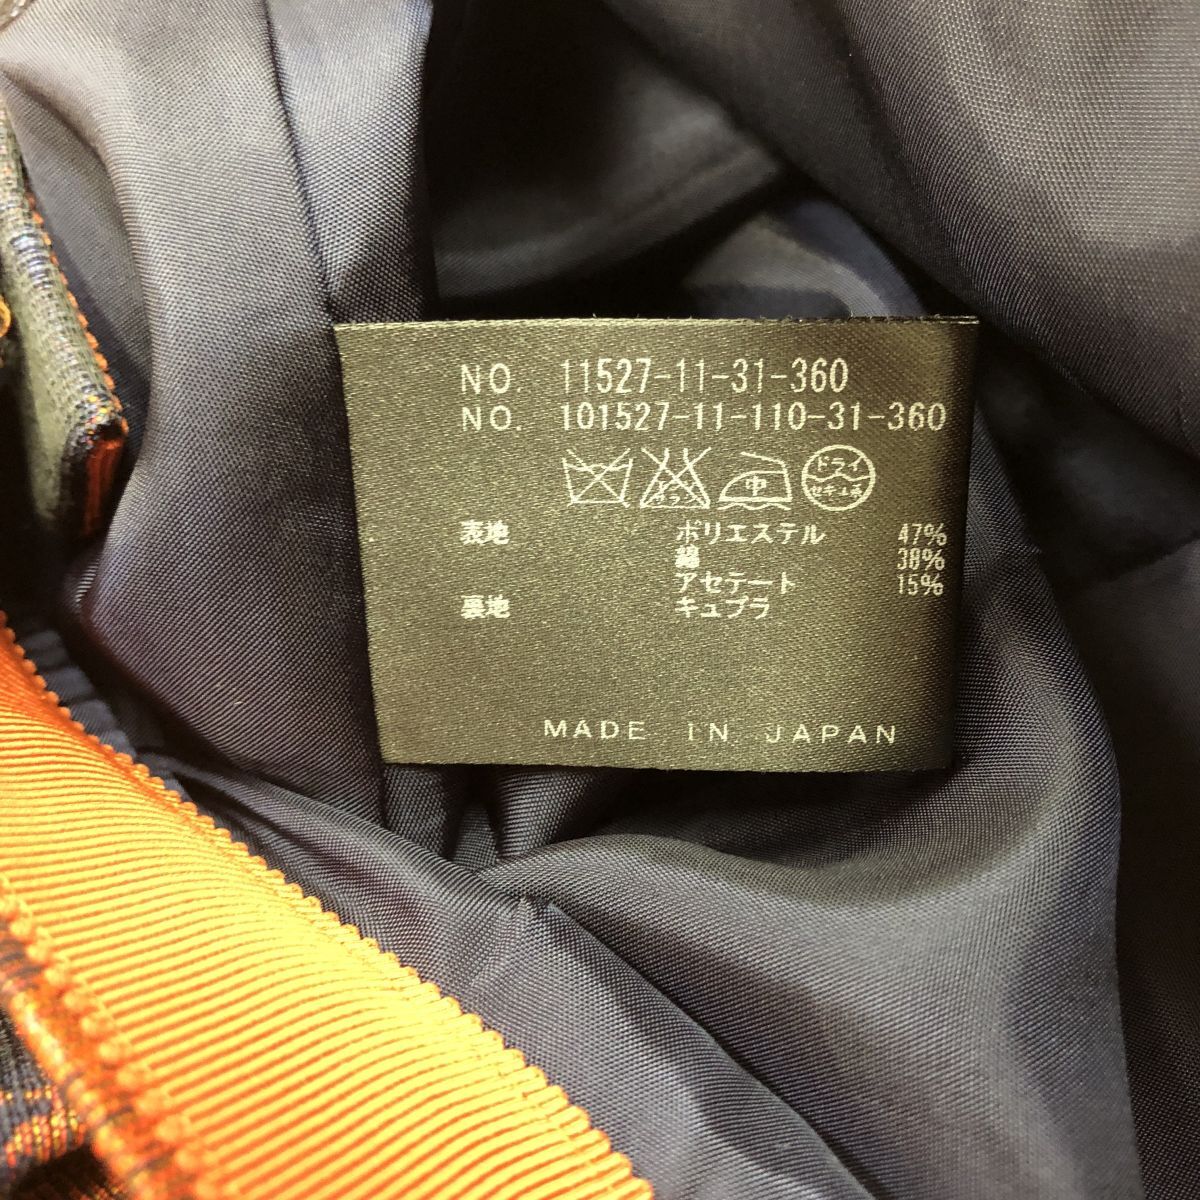 NO. 11527-11-31-360
NO. 101527-11-110-31-360
中 ドライ
セキユ系
表地 ポリエステル 47%
綿 38%
アセテート 15%
裏地 キュプラ
MADE IN JAPAN